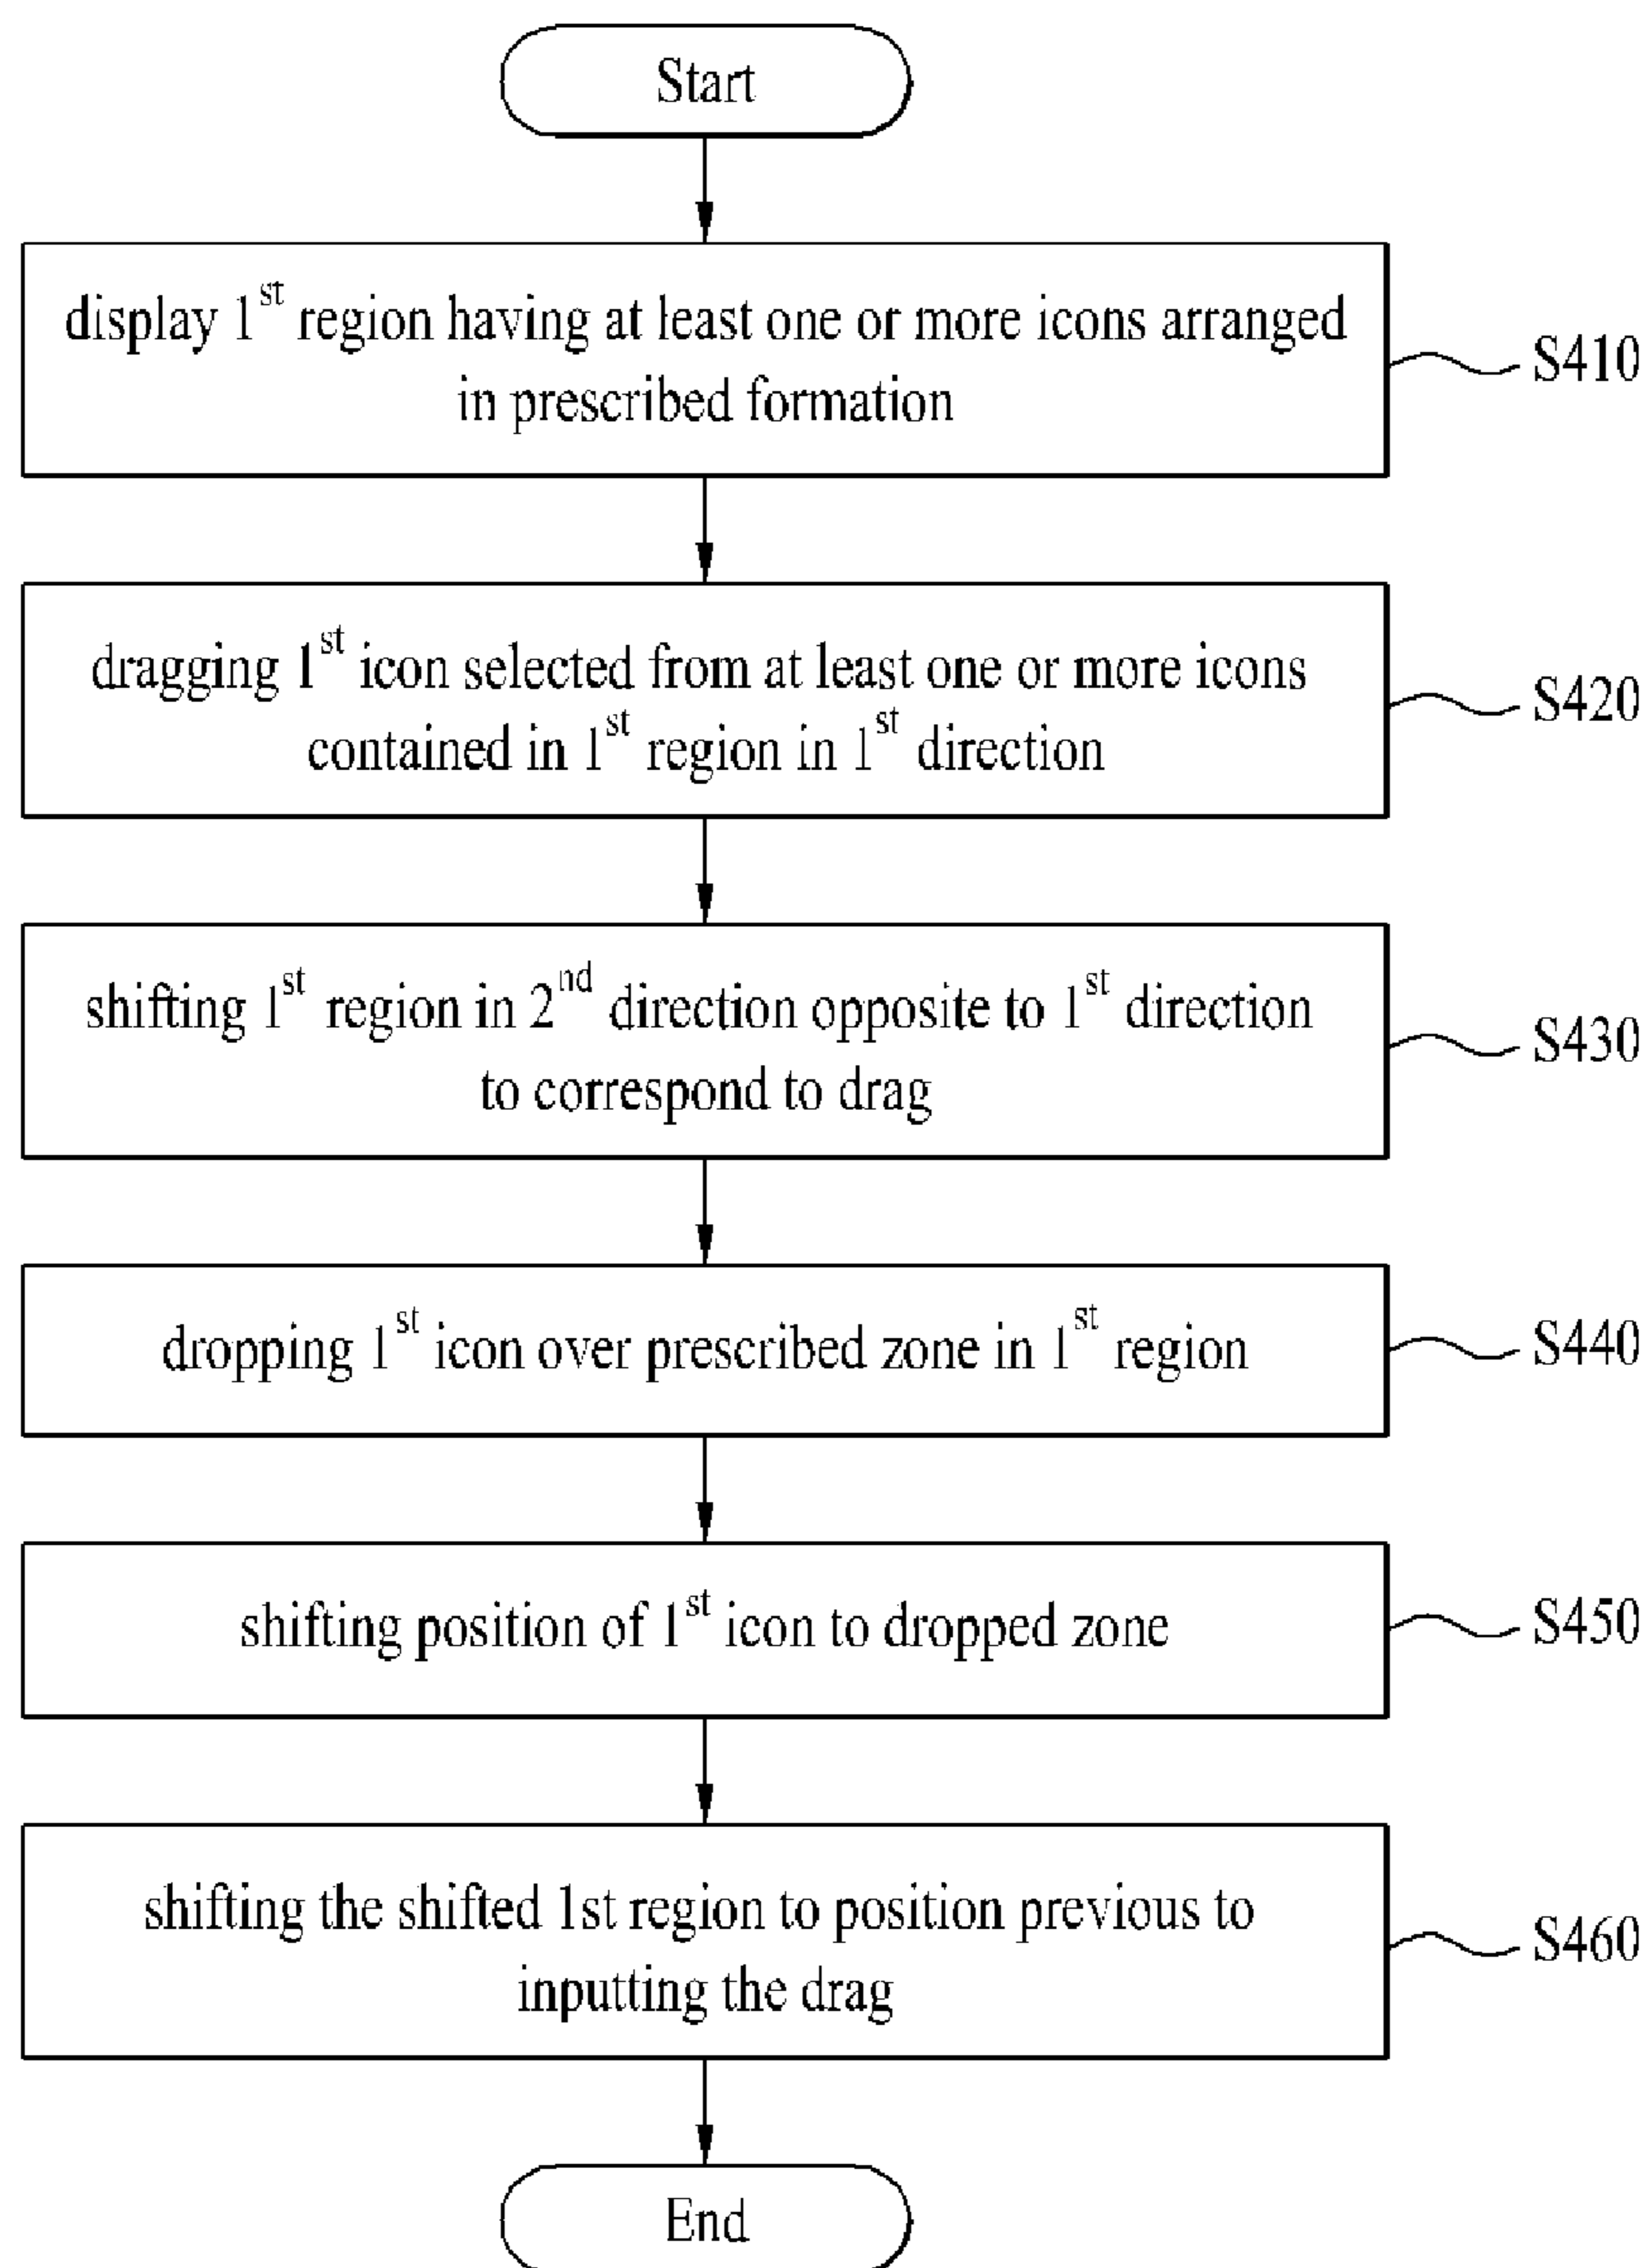 Start
display 1st region having at least one or more icons arranged
in prescribed formation
S410
dragging 1st icon selected from at least one or more icons
contained in 1st region in 1st direction
S420
shifting 1st region in 2nd direction opposite to 1st direction
to correspond to drag
S430
dropping 1st icon over prescribed zone in 1st region
S440
shifting position of 1st icon to dropped zone
S450
shifting the shifted 1st region to position previous to
inputting the drag
S460
End